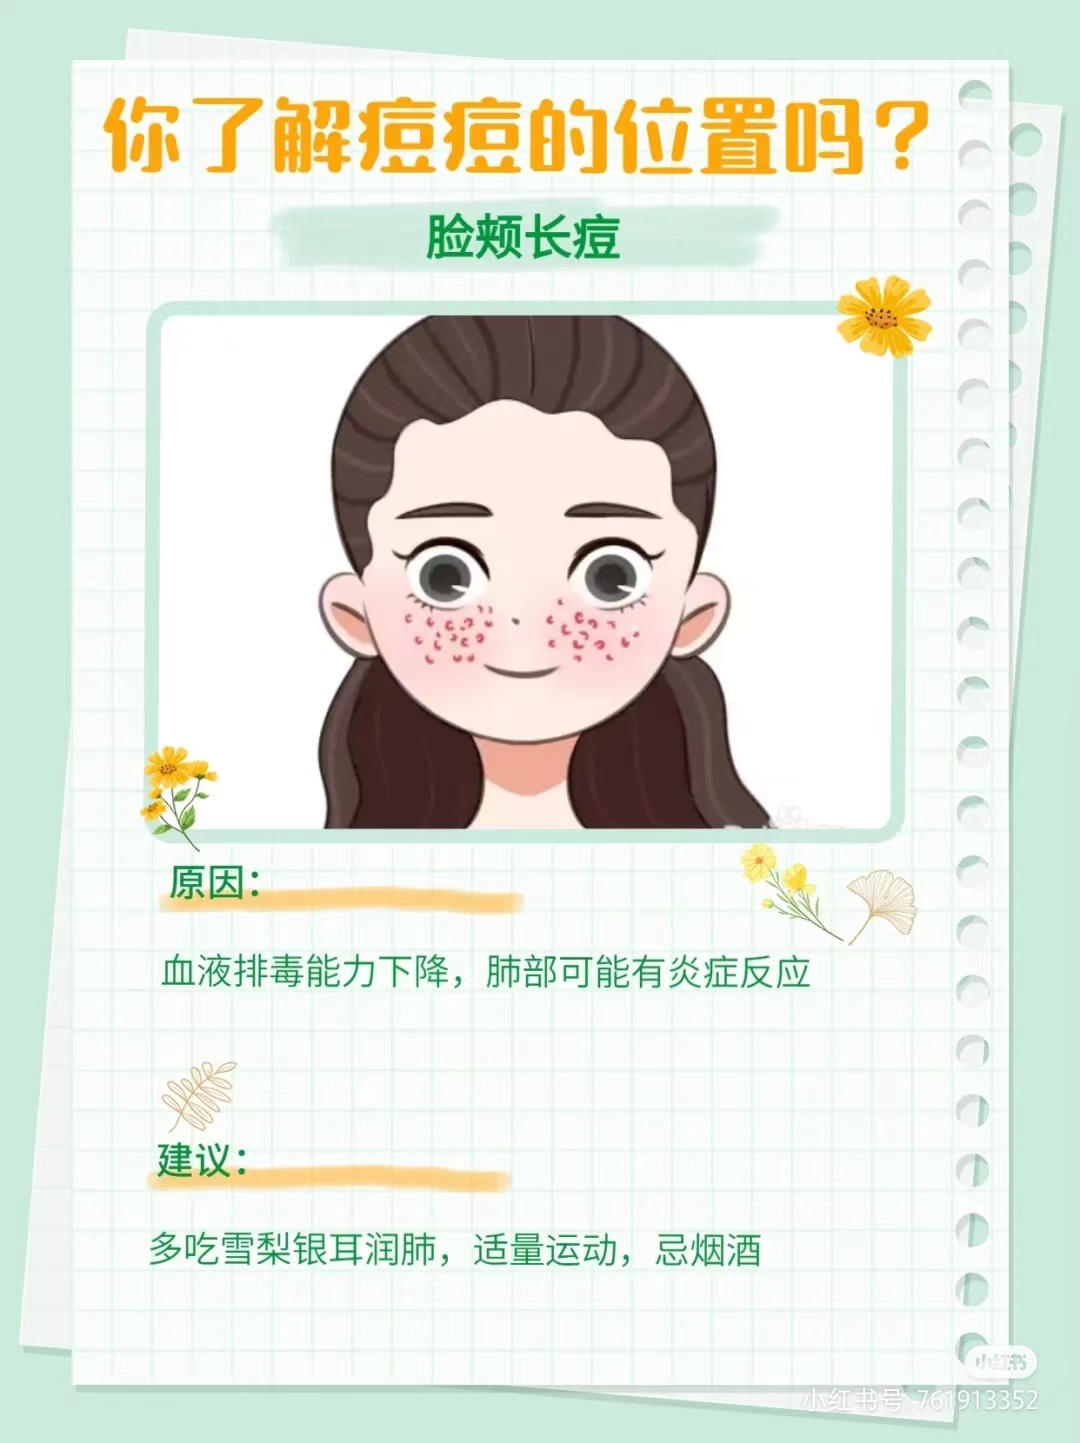 你了解痘痘的位置吗？
脸颊长痘
原因：
血液排毒能力下降，肺部可能有炎症反应
建议：
多吃雪梨银耳润肺，适量运动，忌烟酒
小红书
小红书号: 761913352